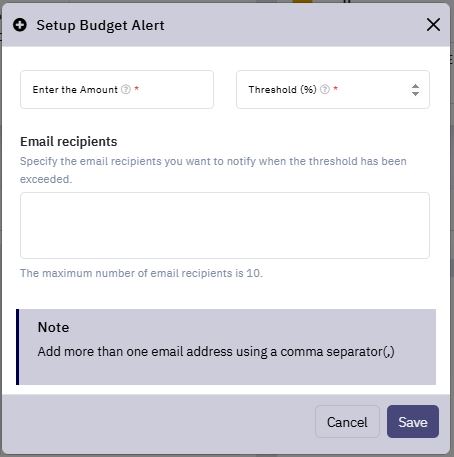 Setup Budget Alert
Enter the Amount ? *
Threshold (%) ? *
Email recipients
Specify the email recipients you want to notify when the threshold has been
exceeded.
The maximum number of email recipients is 10.
Note
Add more than one email address using a comma separator(,)
Cancel
Save